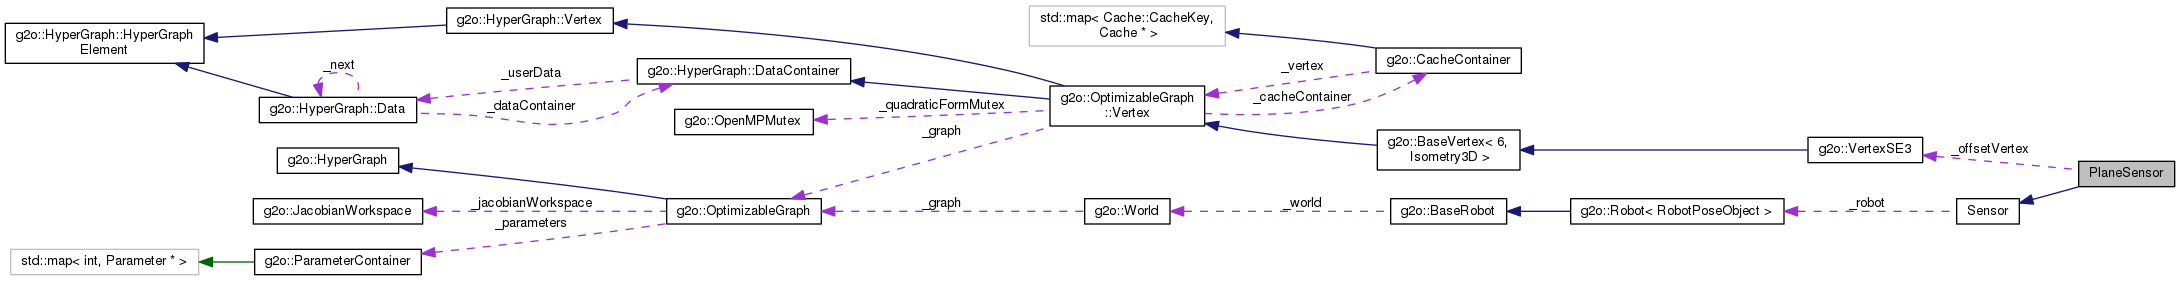 g2o::HyperGraph::HyperGraph
Element
g2o::HyperGraph::Vertex
std::map< Cache::CacheKey,
Cache * >
g2o::CacheContainer
_next
_userData
g2o::HyperGraph::DataContainer
_vertex
g2o::HyperGraph::Data
_dataContainer
_quadraticFormMutex
g2o::OptimizableGraph
::Vertex
_cacheContainer
g2o::OpenMPMutex
_graph
g2o::BaseVertex< 6,
Isometry3D >
g2o::VertexSE3
_offsetVertex
g2o::HyperGraph
PlaneSensor
g2o::JacobianWorkspace
_jacobianWorkspace
g2o::OptimizableGraph
_graph
g2o::World
_world
g2o::BaseRobot
g2o::Robot< RobotPoseObject >
_robot
Sensor
_parameters
std::map< int, Parameter * >
g2o::ParameterContainer